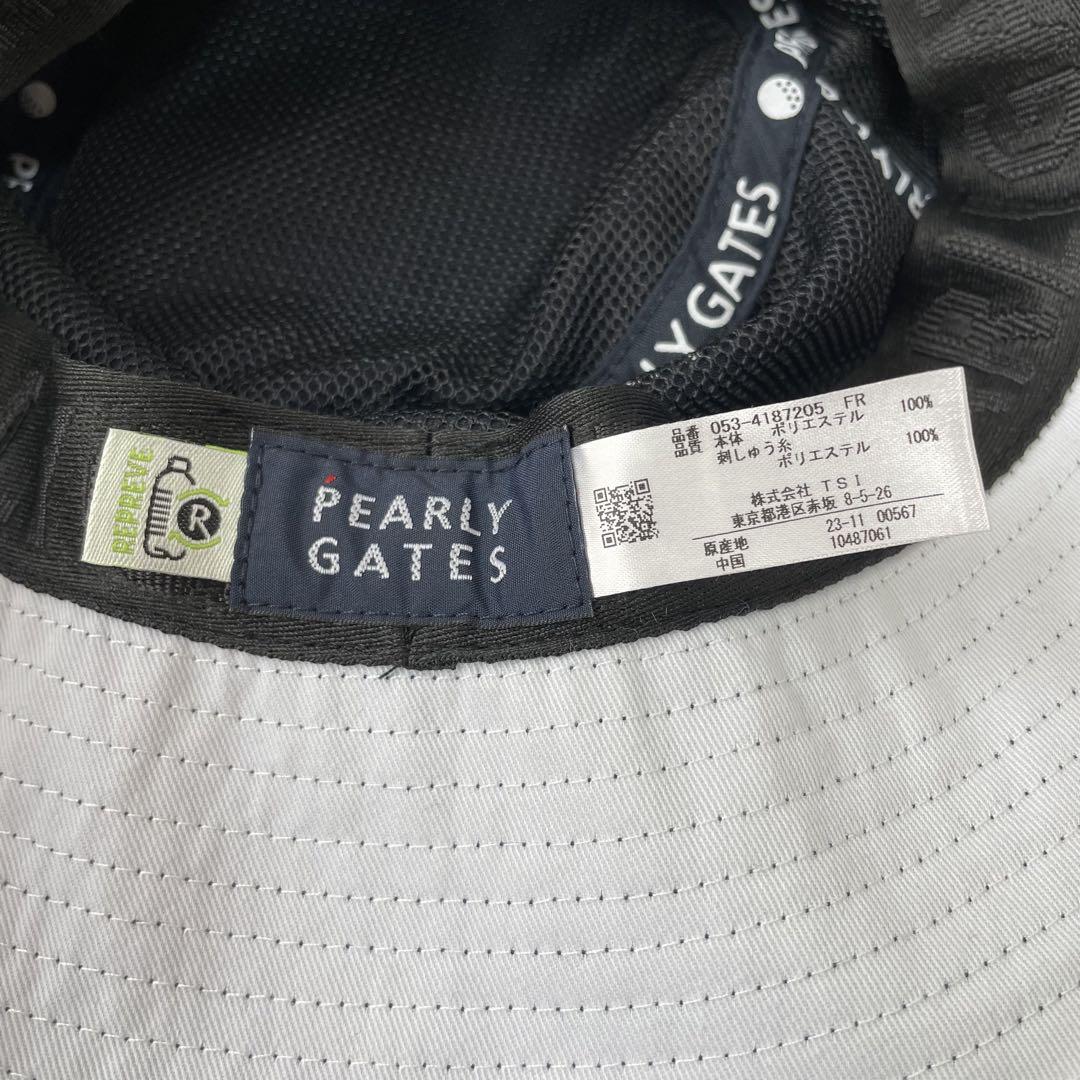 PEARLY
GATES
REPREVE
R
品番 053-4187205 FR
品質 本体 ポリエステル 100%
刺しゅう糸
ポリエステル 100%
株式会社 TSI
東京都港区赤坂 8-5-26
23-11 00567
原産地 10487061
中国
LY GATES
RLY